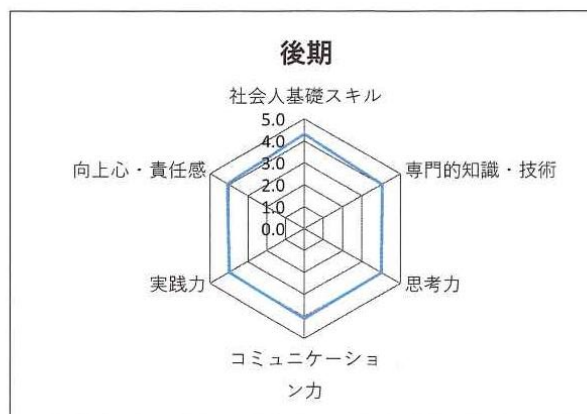 後期
社会人基礎スキル
5.0
4.0
3.0
2.0
1.0
0.0
向上心・責任感
専門的知識・技術
実践力
思考力
コミュニケーショ
ン力